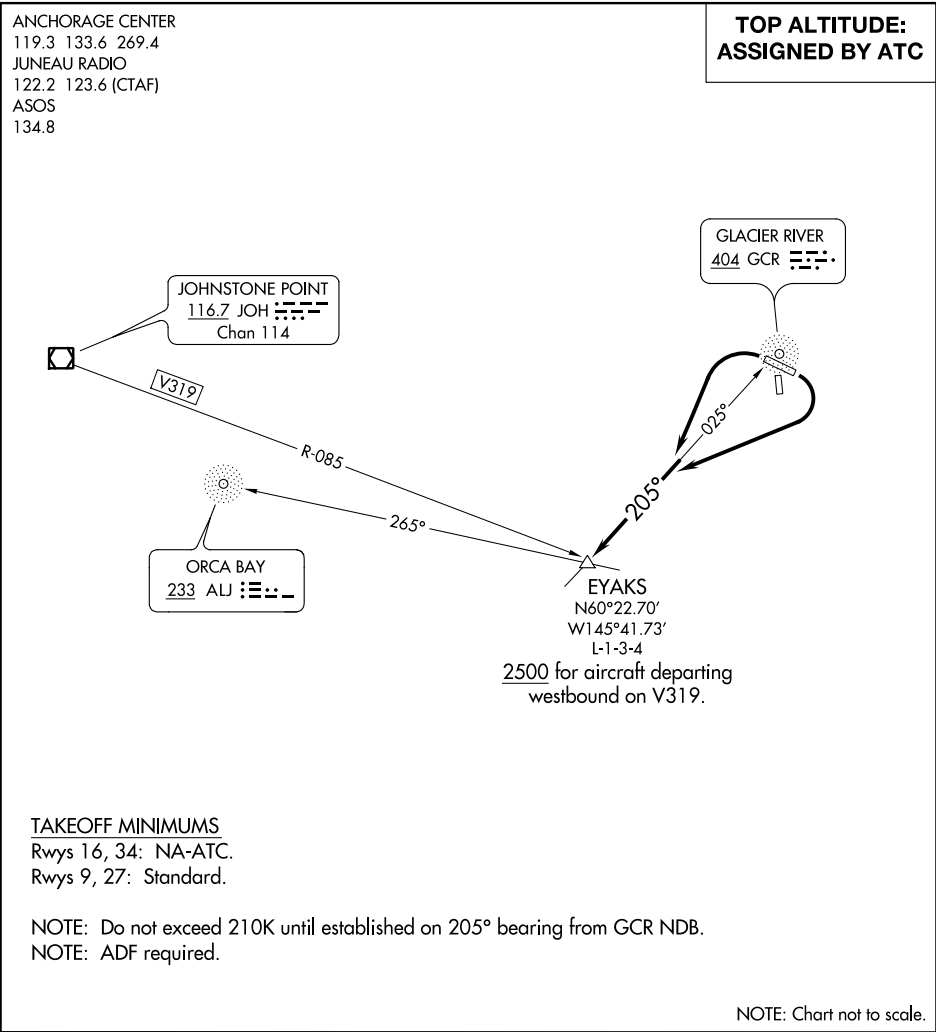 ANCHORAGE CENTER
119.3 133.6 269.4
JUNEAU RADIO
122.2 123.6 (CTAF)
ASOS
134.8
TOP ALTITUDE:
ASSIGNED BY ATC
GLACIER RIVER
404 GCR
JOHNSTONE POINT
116.7 JOH
Chan 114
V319
R-085
025°
205°
265°
ORCA BAY
233 ALJ
EYAKS
N60°22.70'
W145°41.73'
L-1-3-4
2500 for aircraft departing
westbound on V319.
TAKEOFF MINIMUMS
Rwys 16, 34: NA-ATC.
Rwys 9, 27: Standard.
NOTE: Do not exceed 210K until established on 205° bearing from GCR NDB.
NOTE: ADF required.
NOTE: Chart not to scale.